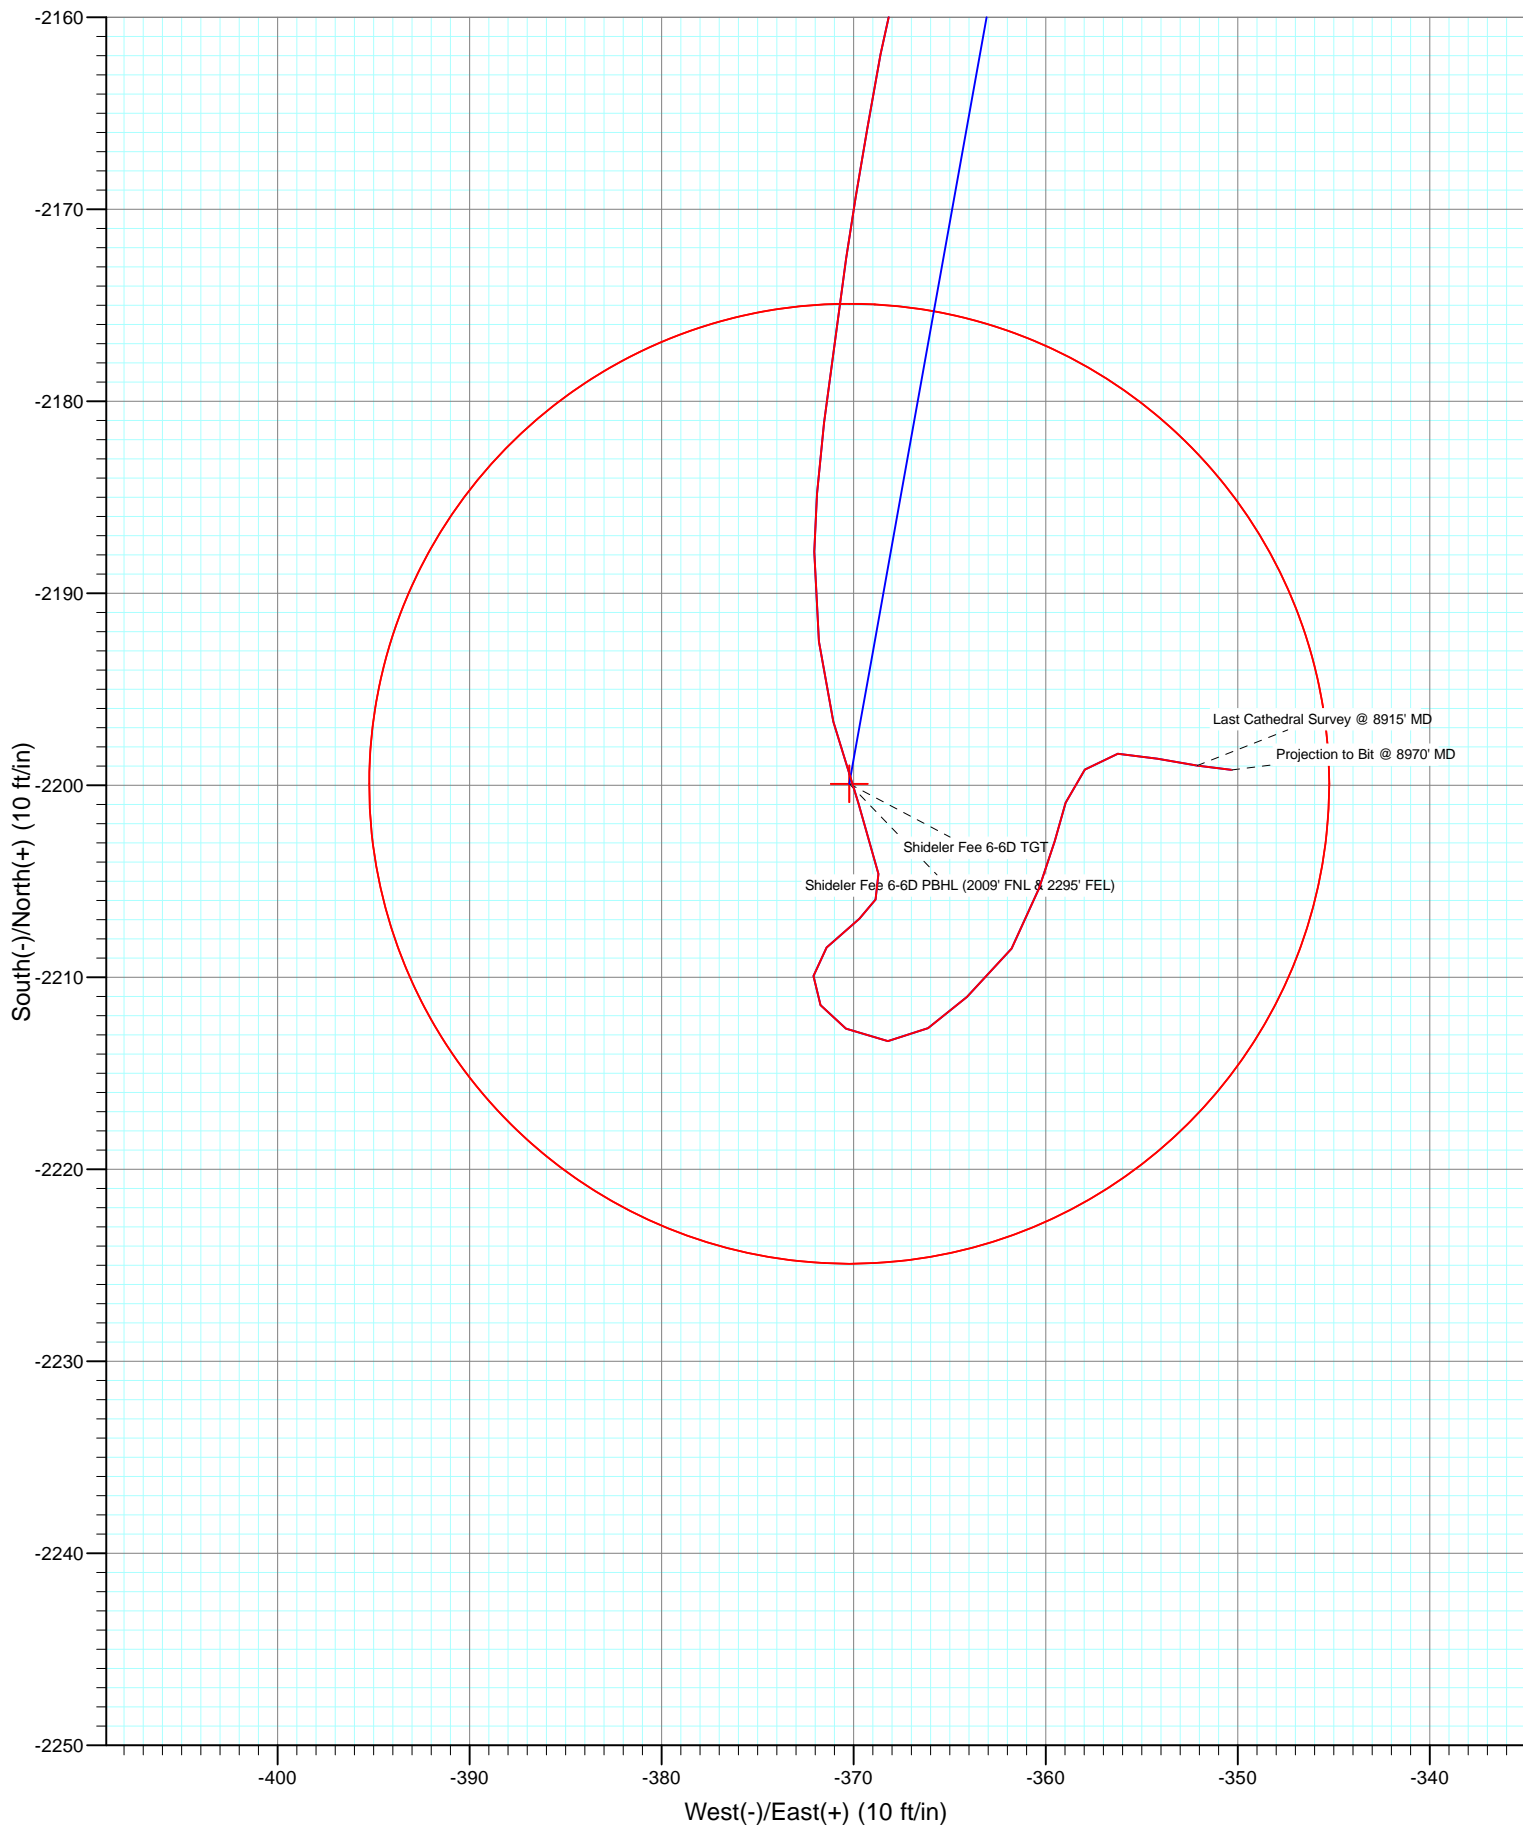 -2160
-2170
-2180
-2190
-2200
-2210
-2220
-2230
-2240
-2250
South(-)/North(+) (10 ft/in)
Last Cathedral Survey @ 8915' MD
Projection to Bit @ 8970' MD
Shideler Fee 6-6D TGT
Shideler Fee 6-6D PBHL (2009' FNL & 2295' FEL)
-400
-390
-380
-370
-360
-350
-340
West(-)/East(+) (10 ft/in)